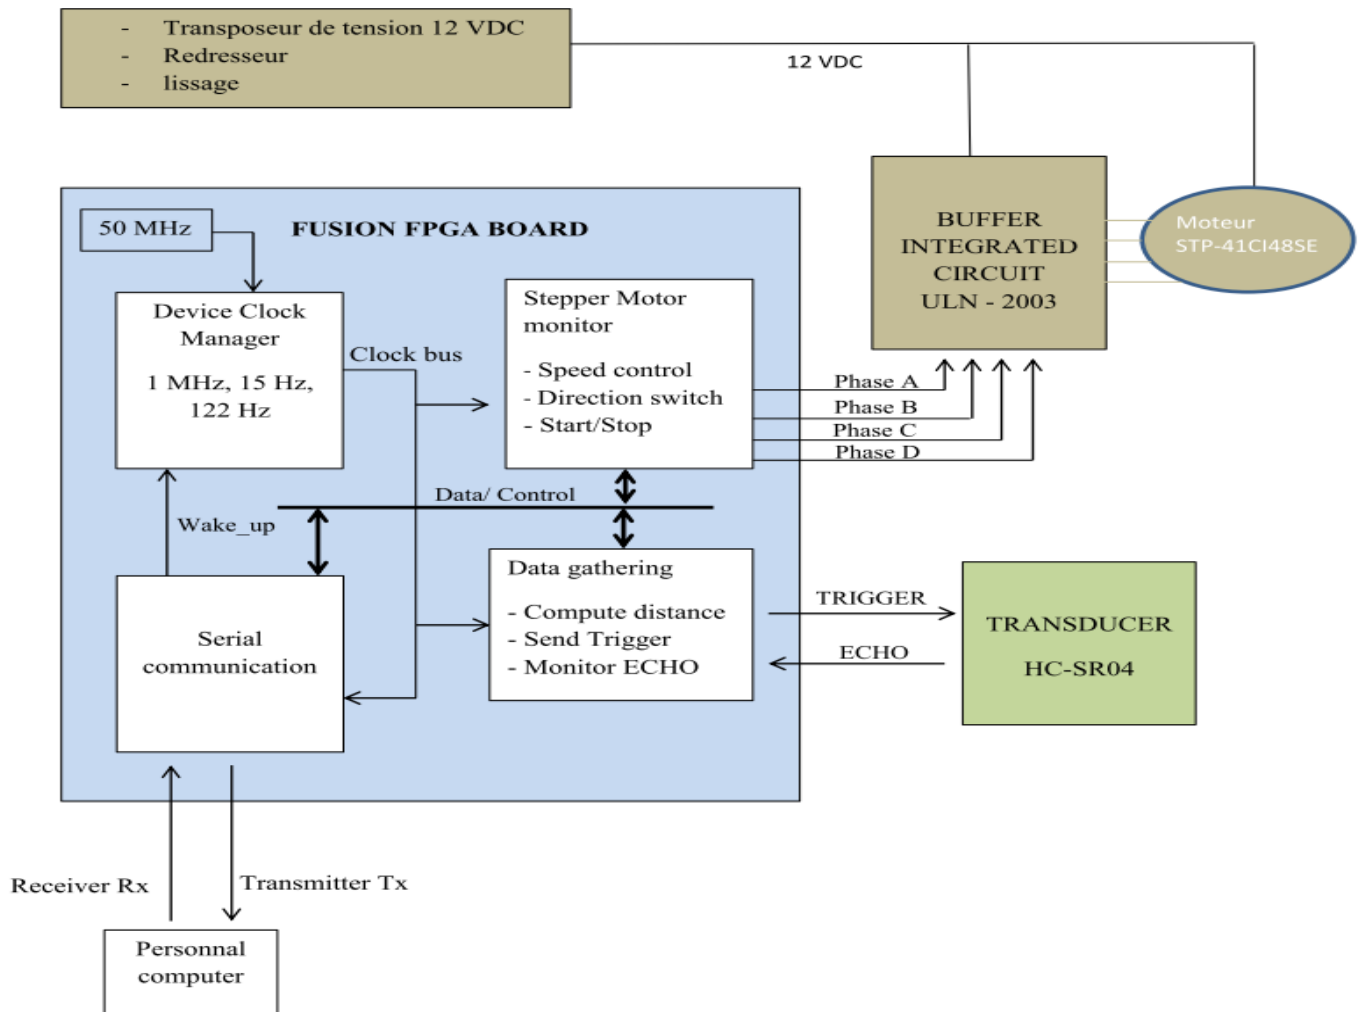 - Transposeur de tension 12 VDC
- Redresseur
- lissage
12 VDC
BUFFER
INTEGRATED
CIRCUIT
ULN - 2003
Moteur
STP-41CI48SE
50 MHz
FUSION FPGA BOARD
Device Clock
Manager
1 MHz, 15 Hz,
122 Hz
Clock bus
Stepper Motor
monitor
- Speed control
- Direction switch
- Start/Stop
Phase A
Phase B
Phase C
Phase D
Data/ Control
Wake_up
Serial
communication
Data gathering
- Compute distance
- Send Trigger
- Monitor ECHO
TRIGGER
ECHO
TRANSDUCER
HC-SR04
Receiver Rx
Transmitter Tx
Personnal
computer